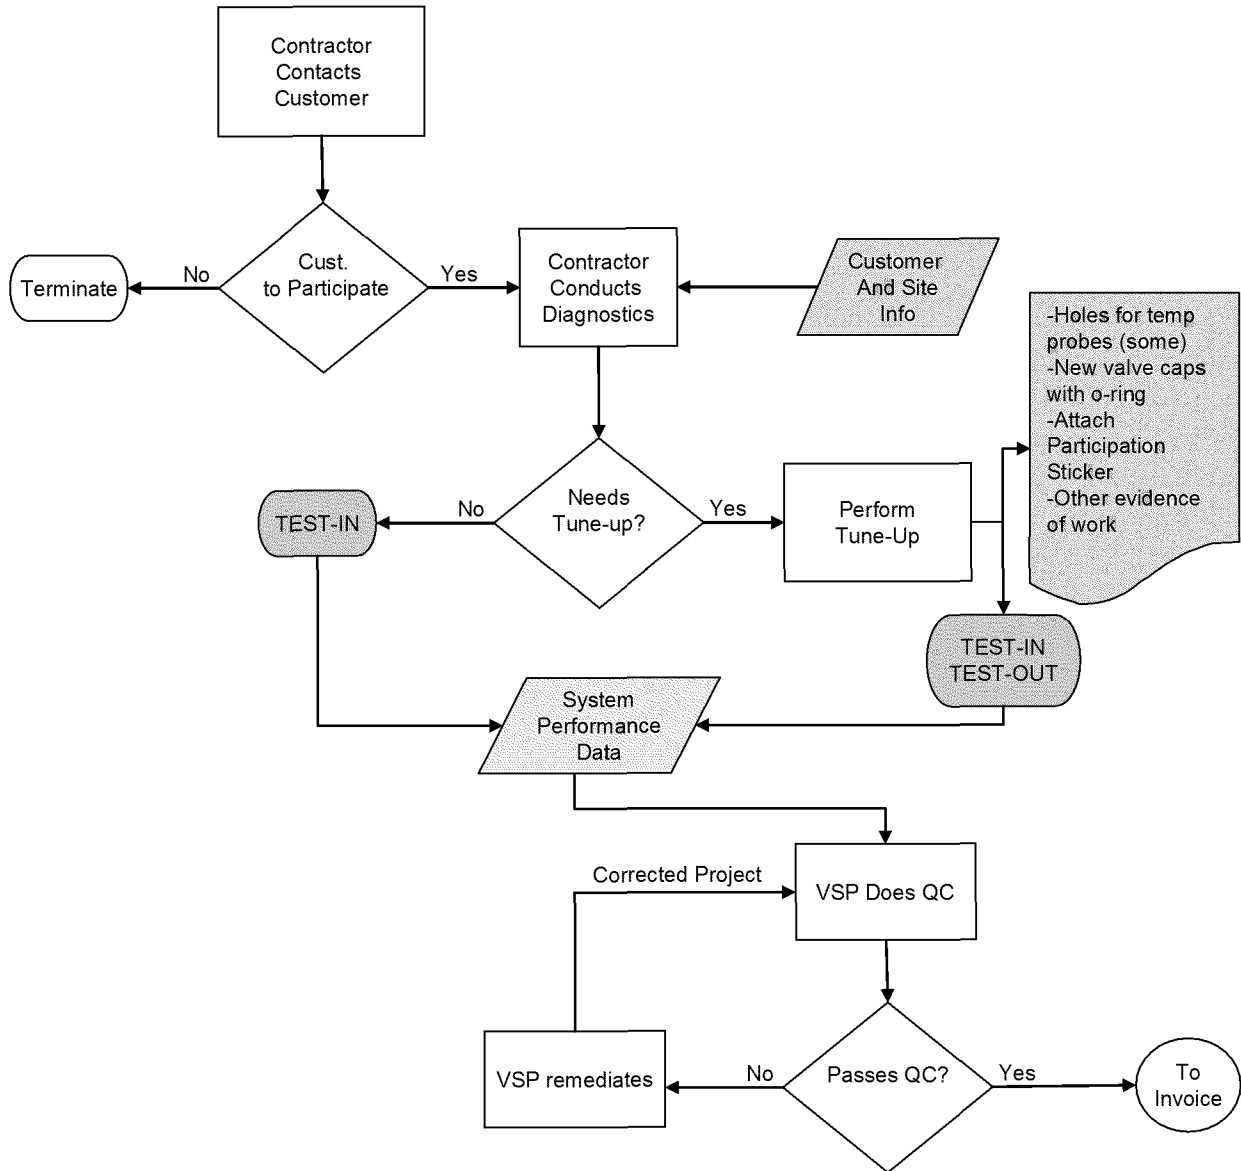 Contractor
Contacts
Customer
Cust.
to Participate
No
Yes
Terminate
Contractor
Conducts
Diagnostics
Customer
And Site
Info
-Holes for temp
probes (some)
-New valve caps
with o-ring
-Attach
Participation
Sticker
-Other evidence
of work
Needs
Tune-up?
No
Yes
TEST-IN
Perform
Tune-Up
TEST-IN
TEST-OUT
System
Performance
Data
Corrected Project
VSP Does QC
VSP remediates
No
Passes QC?
Yes
To
Invoice